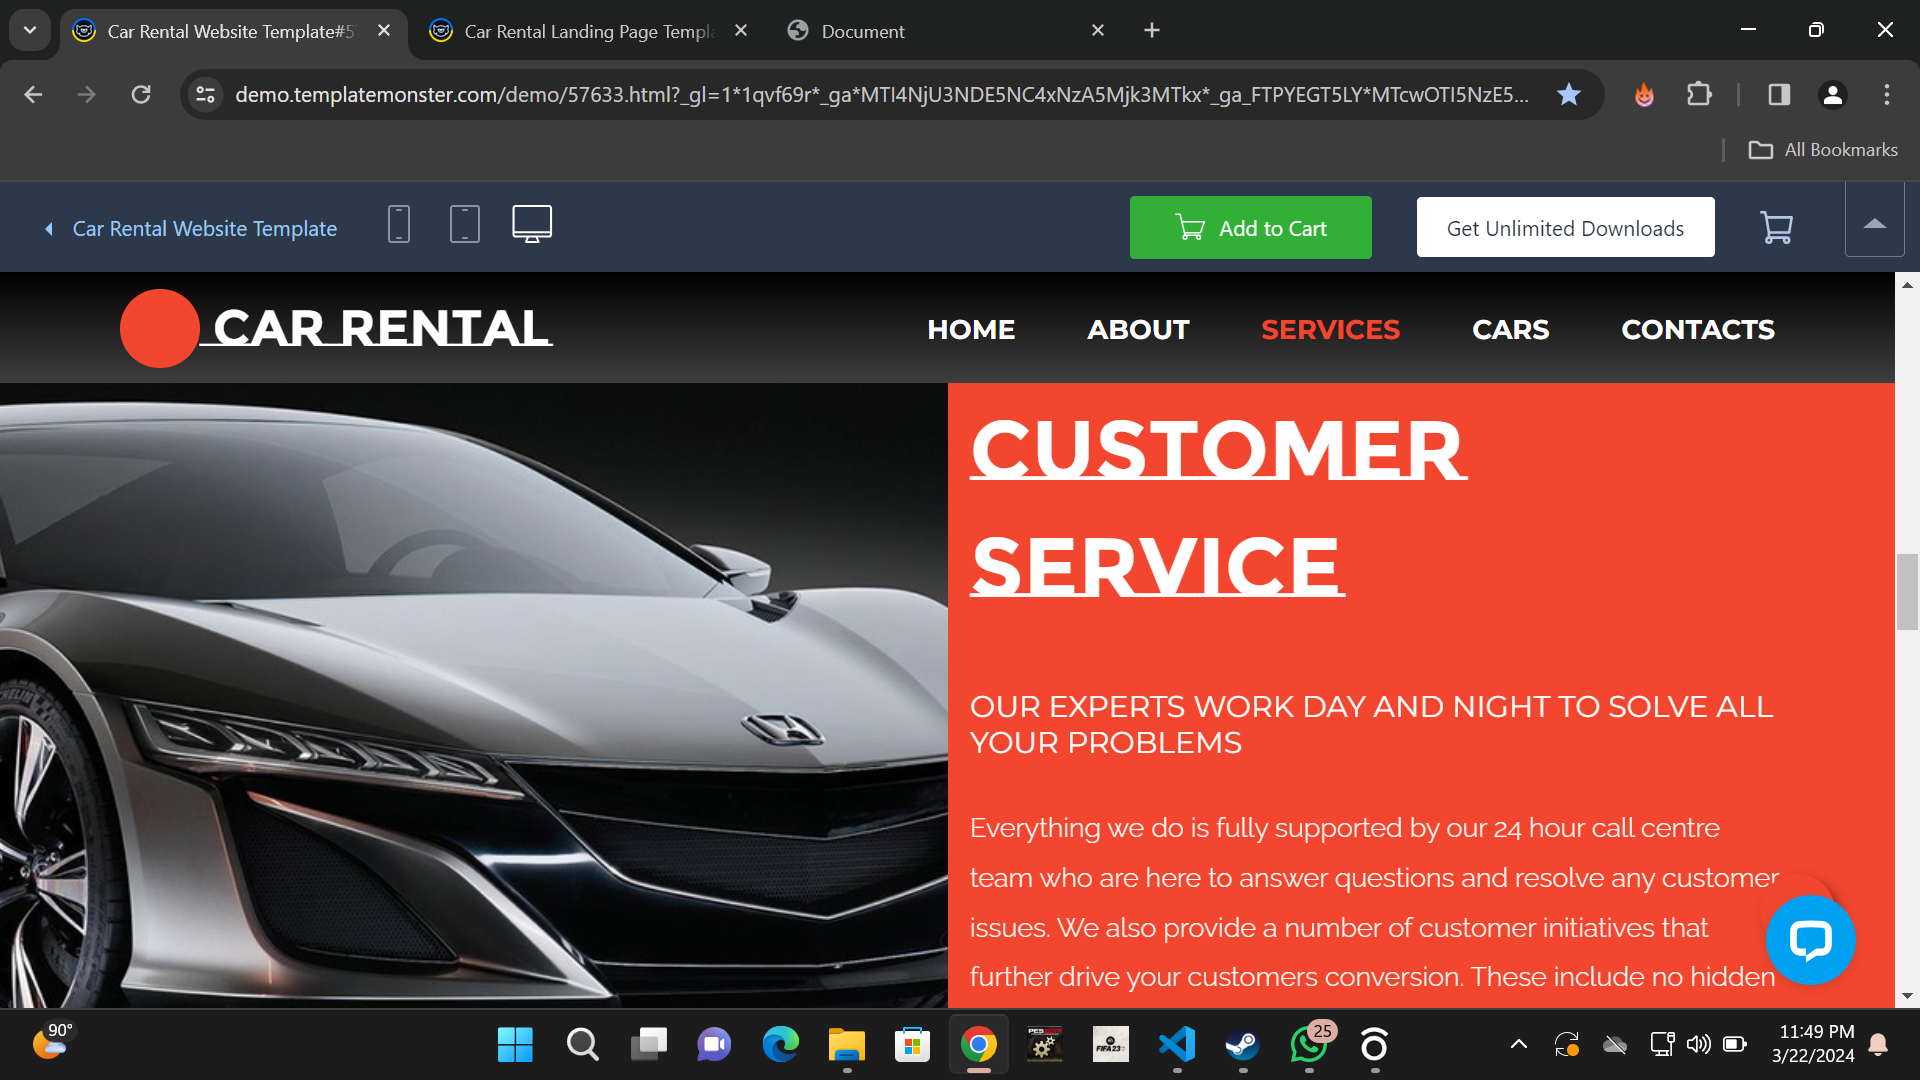 Car Rental Website Template#5
Car Rental Landing Page Templa
Document
demo.templatemonster.com/demo/57633.html?_gl=1*1qvf69r*_ga*MTI4NjU3NDE5NC4xNzA5Mjk3MTkx*_ga_FTPYEGT5LY*MTcwOTI5NzE5...
All Bookmarks
Car Rental Website Template
Add to Cart
Get Unlimited Downloads
CAR RENTAL
HOME ABOUT SERVICES CARS CONTACTS
CUSTOMER
SERVICE
OUR EXPERTS WORK DAY AND NIGHT TO SOLVE ALL
YOUR PROBLEMS
Everything we do is fully supported by our 24 hour call centre
team who are here to answer questions and resolve any customer
issues. We also provide a number of customer initiatives that
further drive your customers conversion. These include no hidden
90°
FIFA 23
25
11:49 PM
3/22/2024